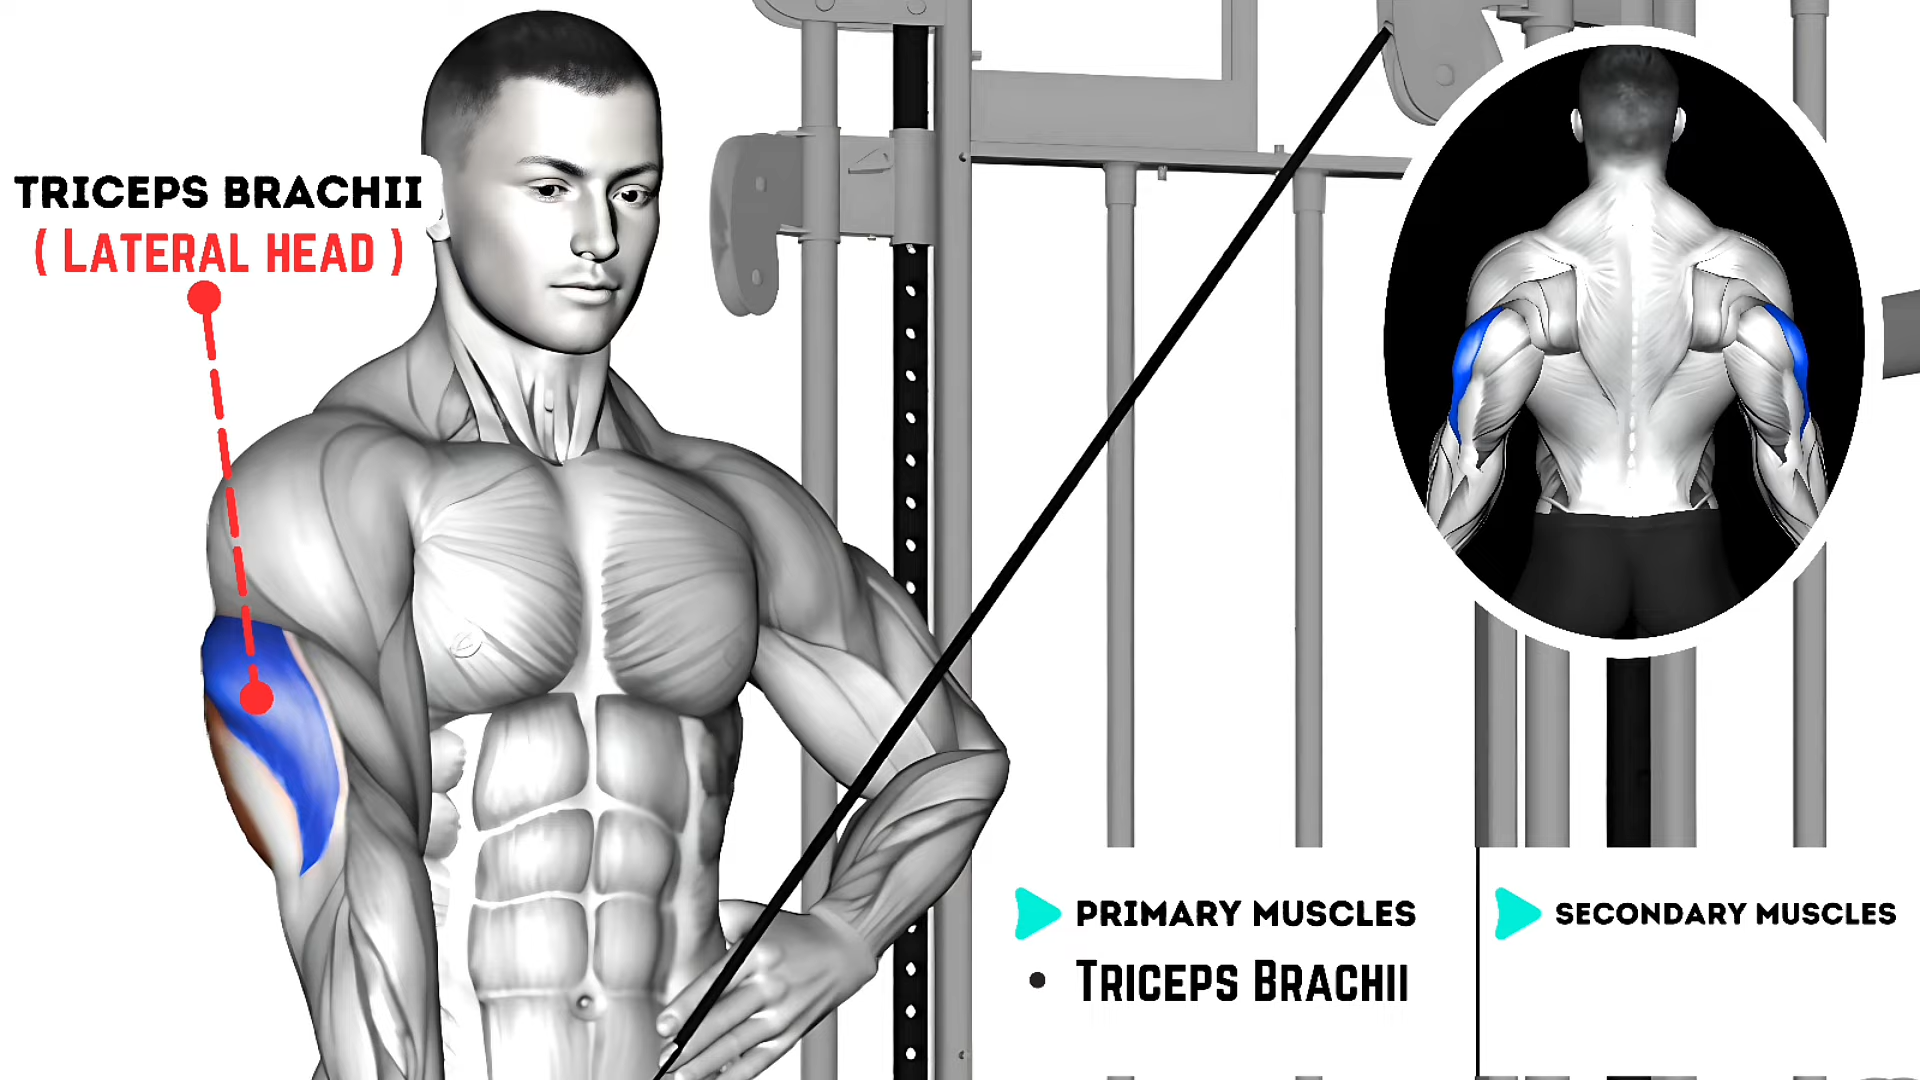 TRICEPS BRACHII
( LATERAL HEAD )
PRIMARY MUSCLES
• TRICEPS BRACHII
SECONDARY MUSCLES